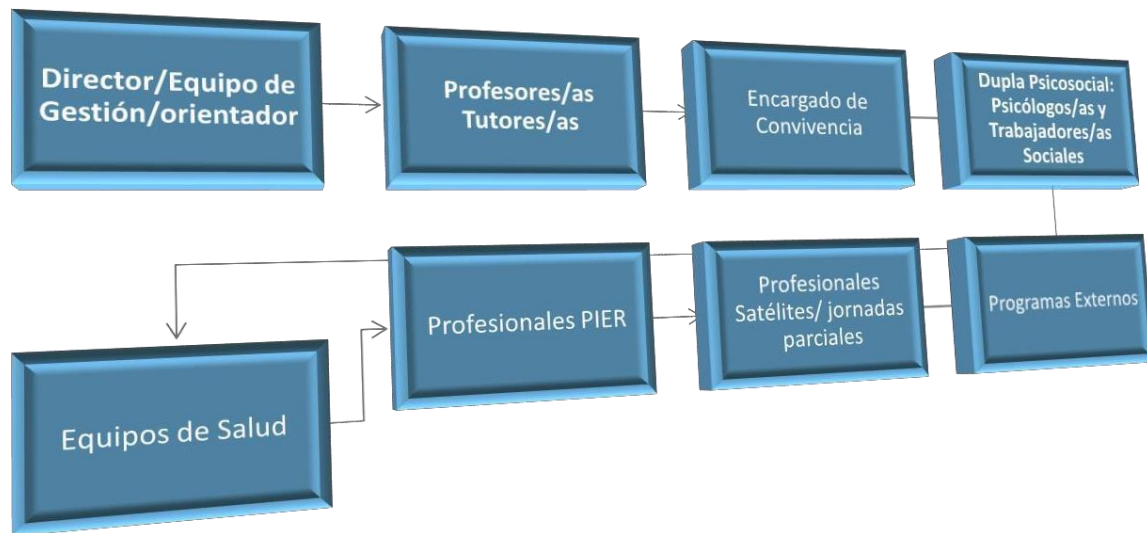 Director/Equipo de
Gestión/orientador
Profesores/as
Tutores/as
Encargado de
Convivencia
Dupla Psicosocial:
Psicólogos/as y
Trabajadores/as
Sociales
Equipos de Salud
Profesionales PIER
Profesionales
Satélites/ jornadas
parciales
Programas Externos